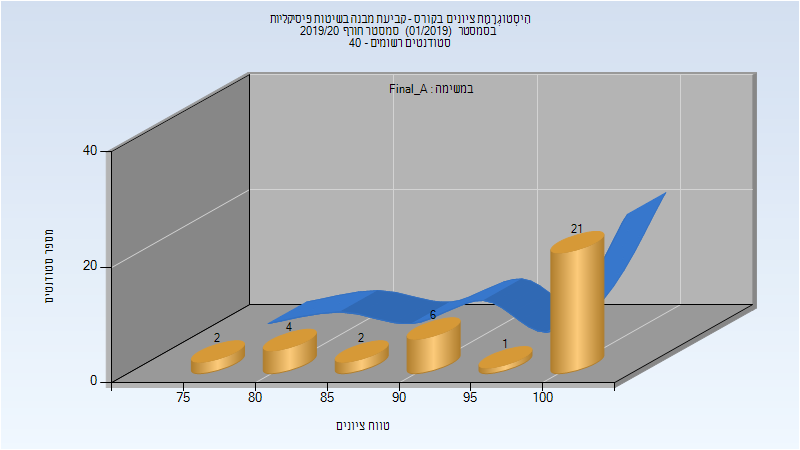 היסטוגרמת ציונים בקורס - קביעת מבנה בשיטות פיסיקליות
בסמסטר (01/2019) סמסטר חורף 2019/20
סטודנטים רשומים - 40
במשימה : Final_A
מספר סטודנטים
40
20
0
2
4
2
6
1
21
75
80
85
90
95
100
טווח ציונים